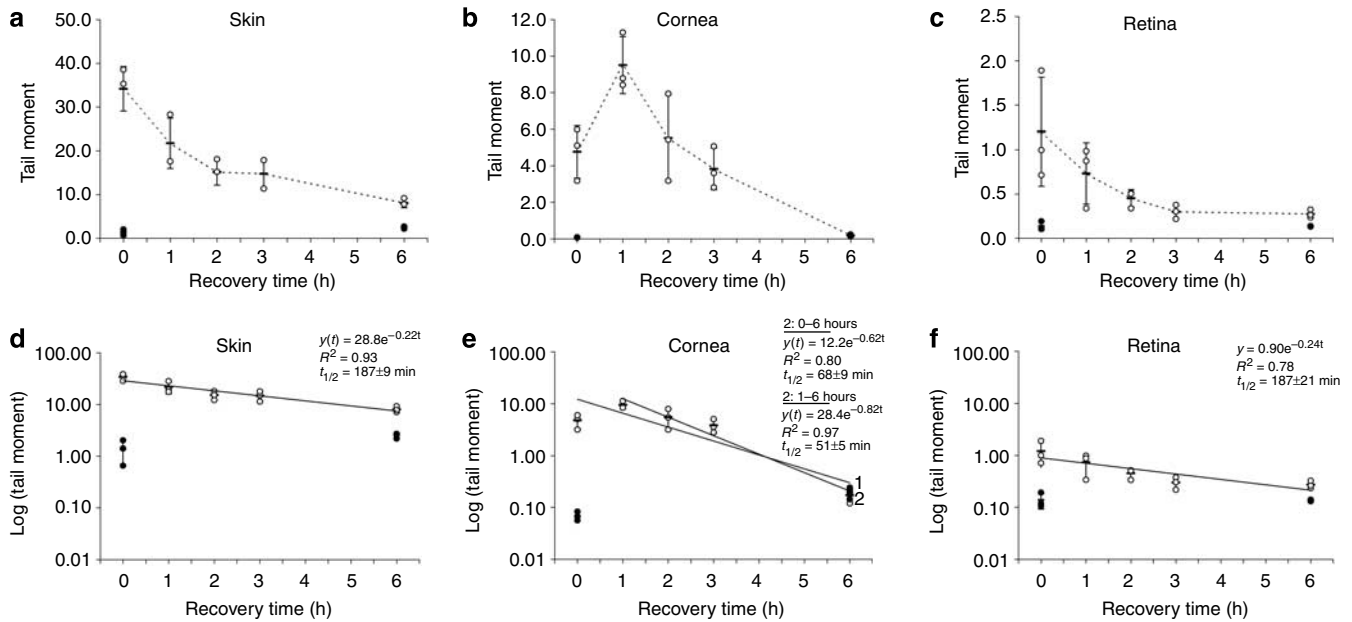 a
Skin
50.0
40.0
30.0
20.0
10.0
0.0
Tail moment
0 1 2 3 4 5 6
Recovery time (h)
b
Cornea
12.0
10.0
8.0
6.0
4.0
2.0
0.0
Tail moment
0 1 2 3 4 5 6
Recovery time (h)
c
Retina
2.5
2.0
1.5
1.0
0.5
0.0
Tail moment
0 1 2 3 4 5 6
Recovery time (h)
d
Skin
y(t) = 28.8e–0.22t
R2 = 0.93
t1/2 = 187±9 min
100.00
10.00
1.00
0.10
0.01
Log (tail moment)
0 1 2 3 4 5 6
Recovery time (h)
e
Cornea
2: 0–6 hours
y(t) = 12.2e–0.62t
R2 = 0.80
t1/2 = 68±9 min
2: 1–6 hours
y(t) = 28.4e–0.82t
R2 = 0.97
t1/2 = 51±5 min
1
2
100.00
10.00
1.00
0.10
0.01
Log (tail moment)
0 1 2 3 4 5 6
Recovery time (h)
f
Retina
y = 0.90e–0.24t
R2 = 0.78
t1/2 = 187±21 min
100.00
10.00
1.00
0.10
0.01
Log (tail moment)
0 1 2 3 4 5 6
Recovery time (h)